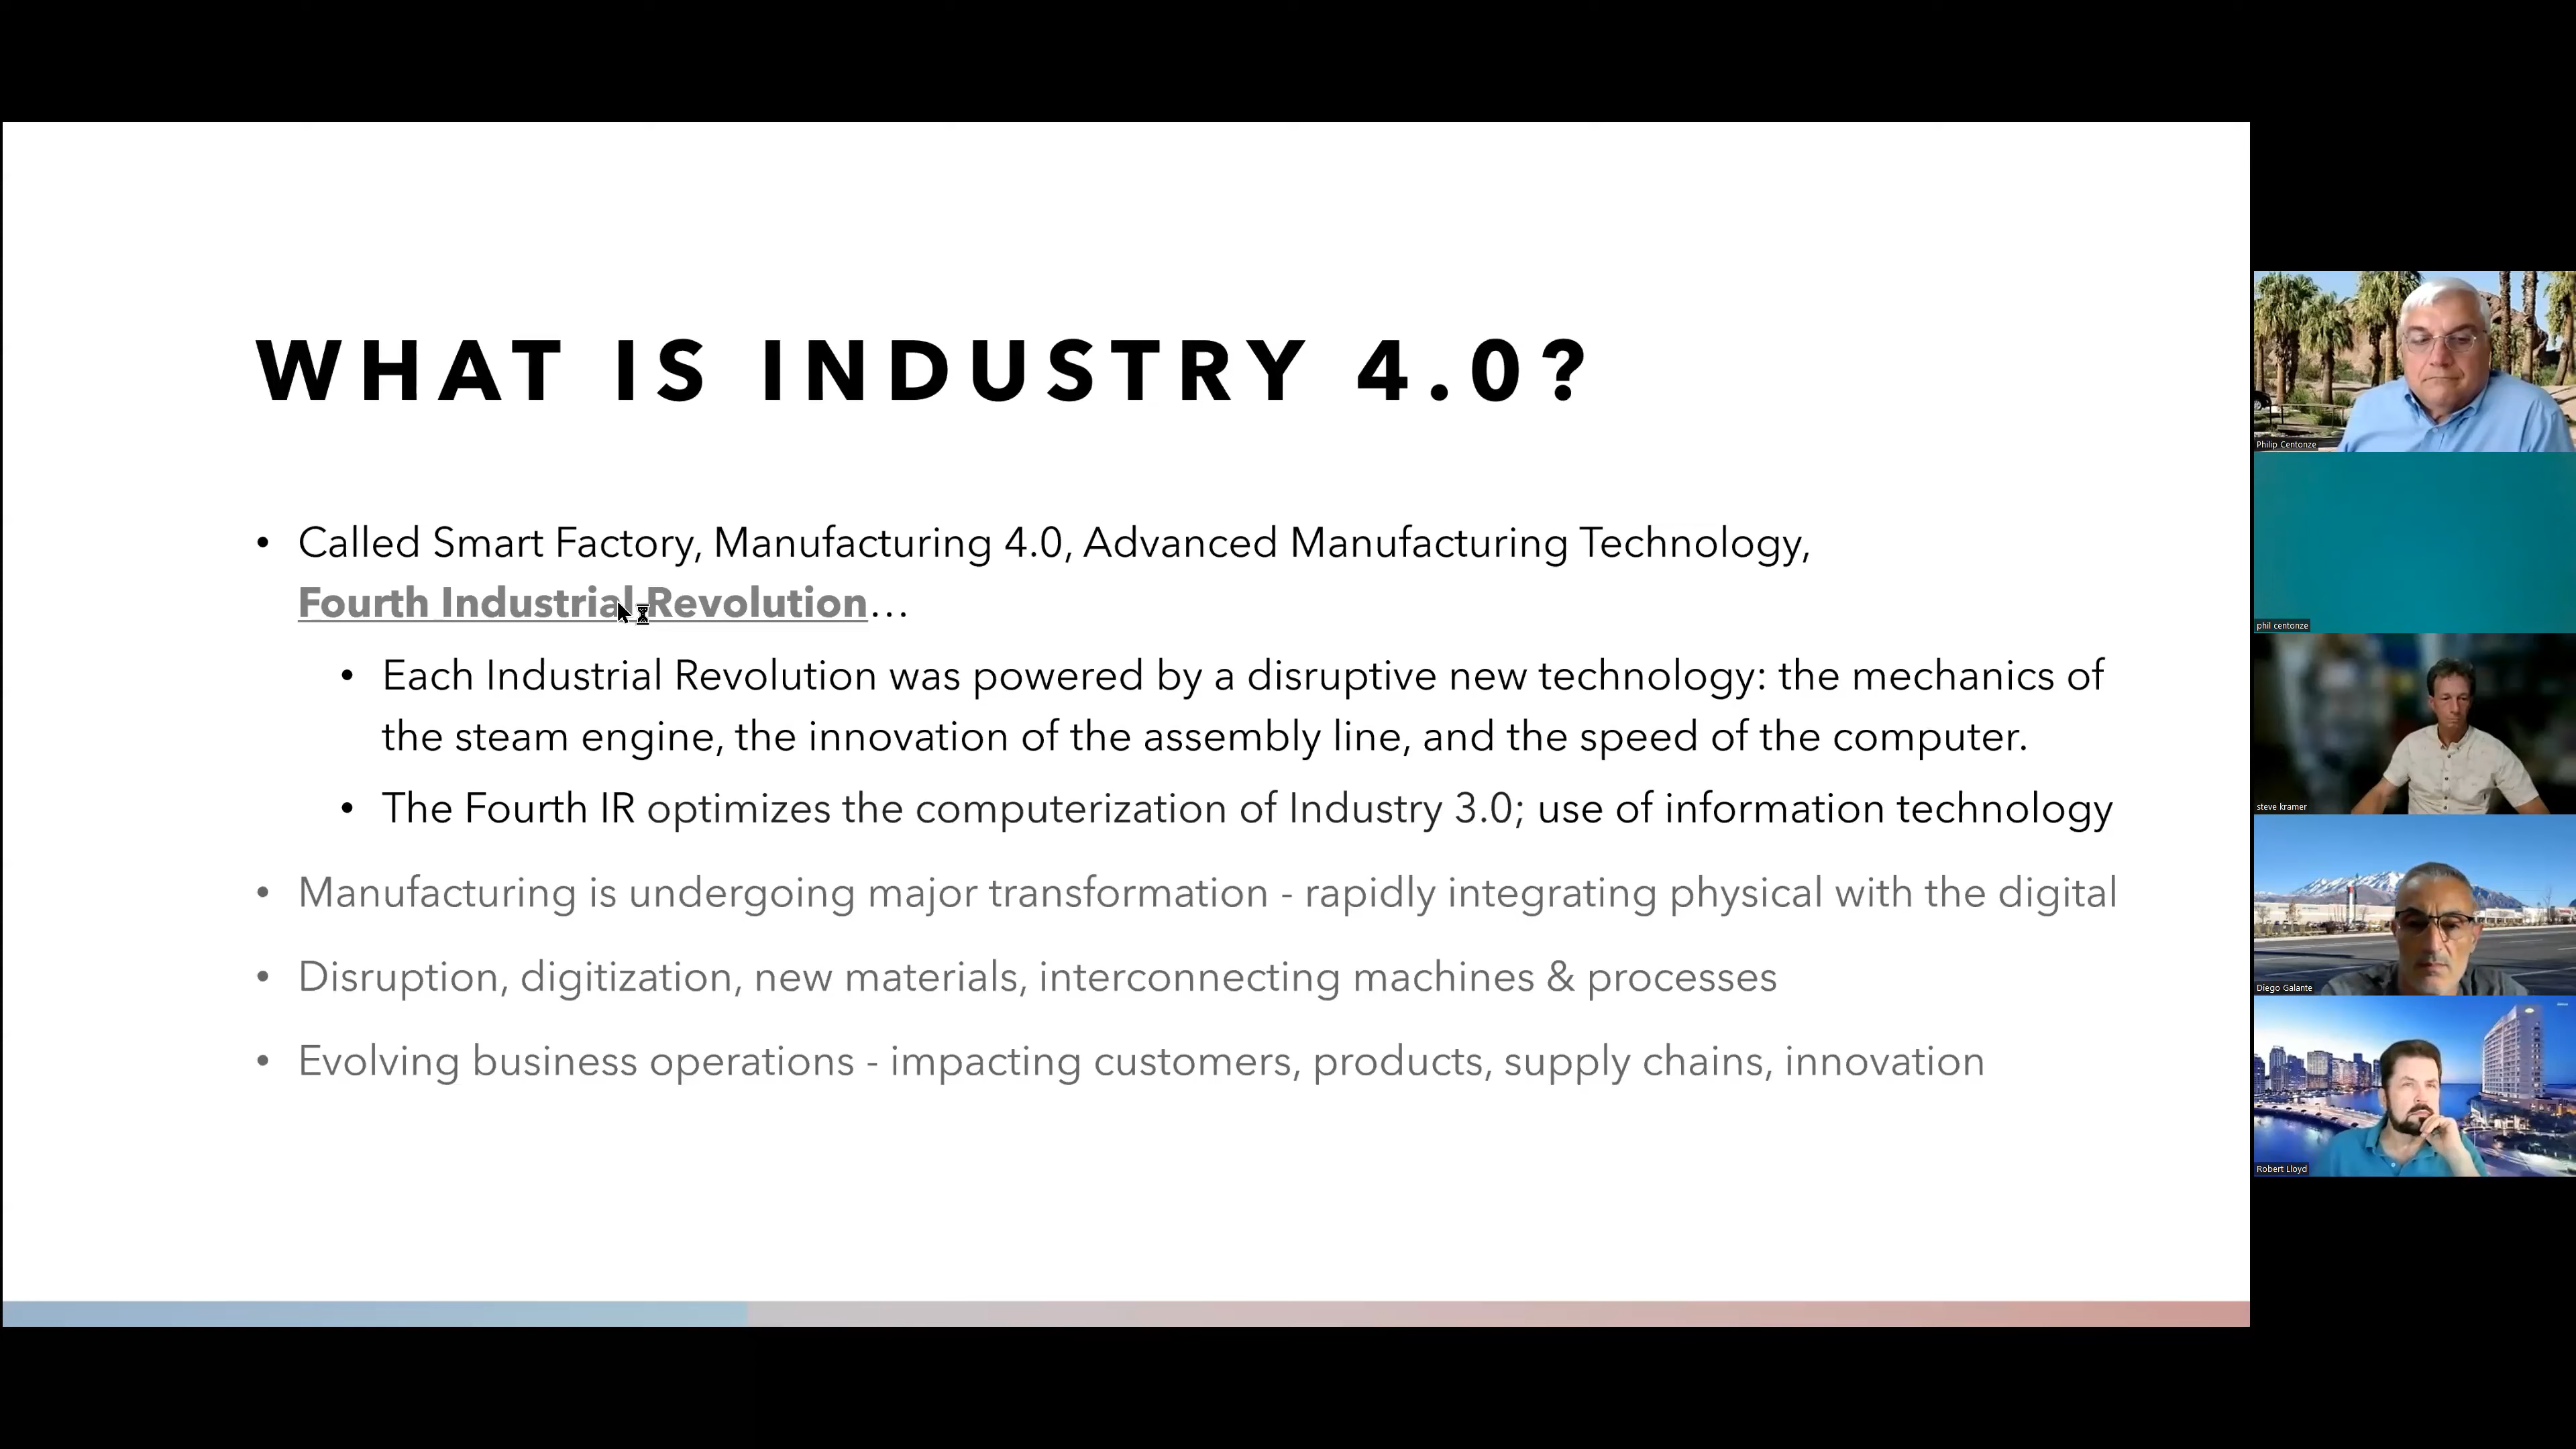 WHAT IS INDUSTRY 4.0?
• Called Smart Factory, Manufacturing 4.0, Advanced Manufacturing Technology,
Fourth Industrial Revolution…
• Each Industrial Revolution was powered by a disruptive new technology: the mechanics of
the steam engine, the innovation of the assembly line, and the speed of the computer.
• The Fourth IR optimizes the computerization of Industry 3.0; use of information technology
• Manufacturing is undergoing major transformation - rapidly integrating physical with the digital
• Disruption, digitization, new materials, interconnecting machines & processes
• Evolving business operations - impacting customers, products, supply chains, innovation
Philip Centonze
phil centonze
steve kramer
Diego Galante
Robert Lloyd